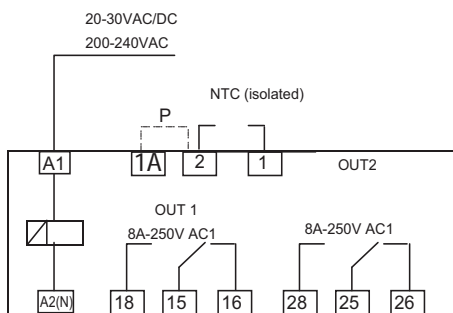 20-30VAC/DC
200-240VAC
NTC (isolated)
P
A1
1A
2
1
OUT2
OUT 1
8A-250V AC1
8A-250V AC1
A2(N)
18
15
16
28
25
26